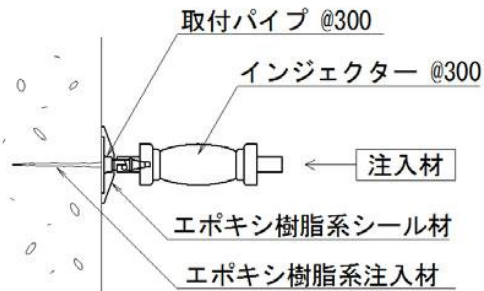 取付パイプ @300
インジェクター @300
注入材
エポキシ樹脂系シール材
エポキシ樹脂系注入材